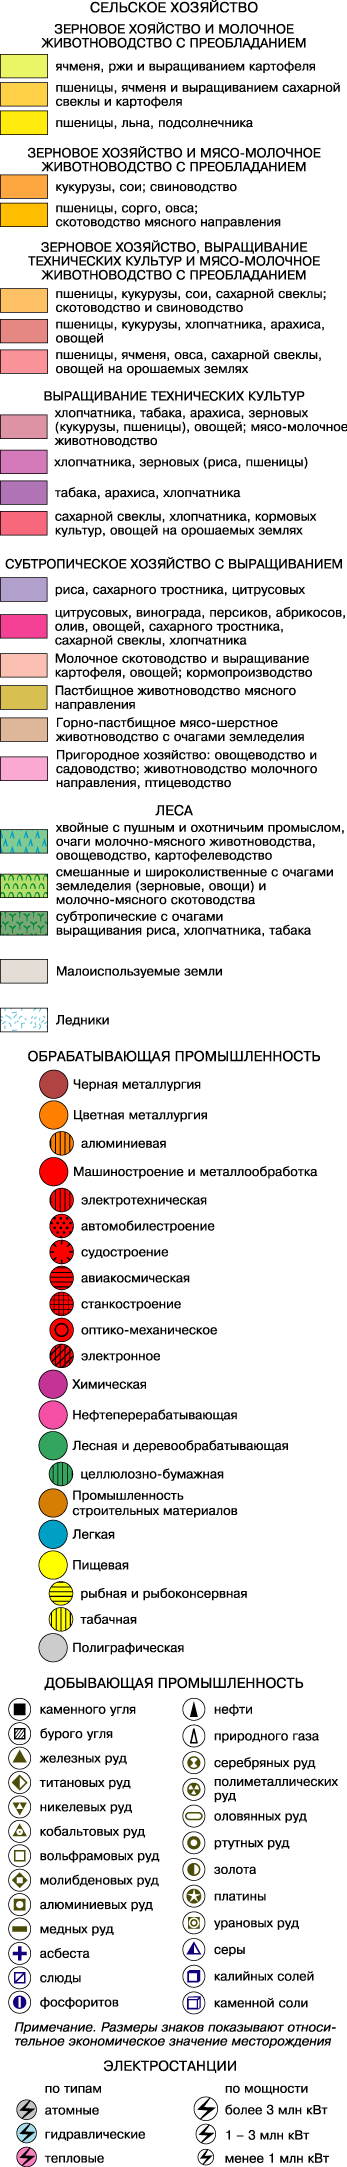 СЕЛЬСКОЕ ХОЗЯЙСТВО
ЗЕРНОВОЕ ХОЯЙСТВО И МОЛОЧНОЕ
ЖИВОТНОВОДСТВО С ПРЕОБЛАДАНИЕМ
ячменя, ржи и выращиванием картофеля
пшеницы, ячменя и выращиванием сахарной
свеклы и картофеля
пшеницы, льна, подсолнечника
ЗЕРНОВОЕ ХОЗЯЙСТВО И МЯСО-МОЛОЧНОЕ
ЖИВОТНОВОДСТВО С ПРЕОБЛАДАНИЕМ
кукурузы, сои; свиноводство
пшеницы, сорго, овса;
скотоводство мясного направления
ЗЕРНОВОЕ ХОЗЯЙСТВО, ВЫРАЩИВАНИЕ
ТЕХНИЧЕСКИХ КУЛЬТУР И МЯСО-МОЛОЧНОЕ
ЖИВОТНОВОДСТВО С ПРЕОБЛАДАНИЕМ
пшеницы, кукурузы, сои, сахарной свеклы;
скотоводство и свиноводство
пшеницы, кукурузы, хлопчатника, арахиса,
овощей
пшеницы, ячменя, овса, сахарной свеклы,
овощей на орошаемых землях
ВЫРАЩИВАНИЕ ТЕХНИЧЕСКИХ КУЛЬТУР
хлопчатника, табака, арахиса, зерновых
(кукурузы, пшеницы), овощей; мясо-молочное
животноводство
хлопчатника, зерновых (риса, пшеницы)
табака, арахиса, хлопчатника
сахарной свеклы, хлопчатника, кормовых
культур, овощей на орошаемых землях
СУБТРОПИЧЕСКОЕ ХОЗЯЙСТВО С ВЫРАЩИВАНИЕМ
риса, сахарного тростника, цитрусовых
цитрусовых, винограда, персиков, абрикосов,
олив, овощей, сахарного тростника,
сахарной свеклы, хлопчатника
Молочное скотоводство и выращивание
картофеля, овощей; кормопроизводство
Пастбищное животноводство мясного
направления
Горно-пастбищное мясо-шерстное
животноводство с очагами земледелия
Пригородное хозяйство: овощеводство и
садоводство; животноводство молочного
направления, птицеводство
ЛЕСА
хвойные с пушным и охотничьим промыслом,
очаги молочно-мясного животноводства,
овощеводство, картофелеводство
смешанные и широколиственные с очагами
земледелия (зерновые, овощи) и
молочно-мясного скотоводства
субтропические с очагами
выращивания риса, хлопчатника, табака
Малоиспользуемые земли
Ледники
ОБРАБАТЫВАЮЩАЯ ПРОМЫШЛЕННОСТЬ
Черная металлургия
Цветная металлургия
алюминиевая
Машиностроение и металлообработка
электротехническая
автомобилестроение
судостроение
авиакосмическая
станкостроение
оптико-механическое
электронное
Химическая
Нефтеперерабатывающая
Лесная и деревообрабатывающая
целлюлозно-бумажная
Промышленность
строительных материалов
Легкая
Пищевая
рыбная и рыбоконсервная
табачная
Полиграфическая
ДОБЫВАЮЩАЯ ПРОМЫШЛЕННОСТЬ
каменного угля
бурого угля
железных руд
титановых руд
никелевых руд
кобальтовых руд
вольфрамовых руд
молибденовых руд
алюминиевых руд
медных руд
асбеста
слюды
фосфоритов
нефти
природного газа
серебряных руд
полиметаллических
руд
оловянных руд
ртутных руд
золота
платины
урановых руд
серы
калийных солей
каменной соли
Примечание. Размеры знаков показывают относи-
тельное экономическое значение месторождения
ЭЛЕКТРОСТАНЦИИ
по типам
атомные
гидравлические
тепловые
по мощности
более 3 млн кВт
1 – 3 млн кВт
менее 1 млн кВт